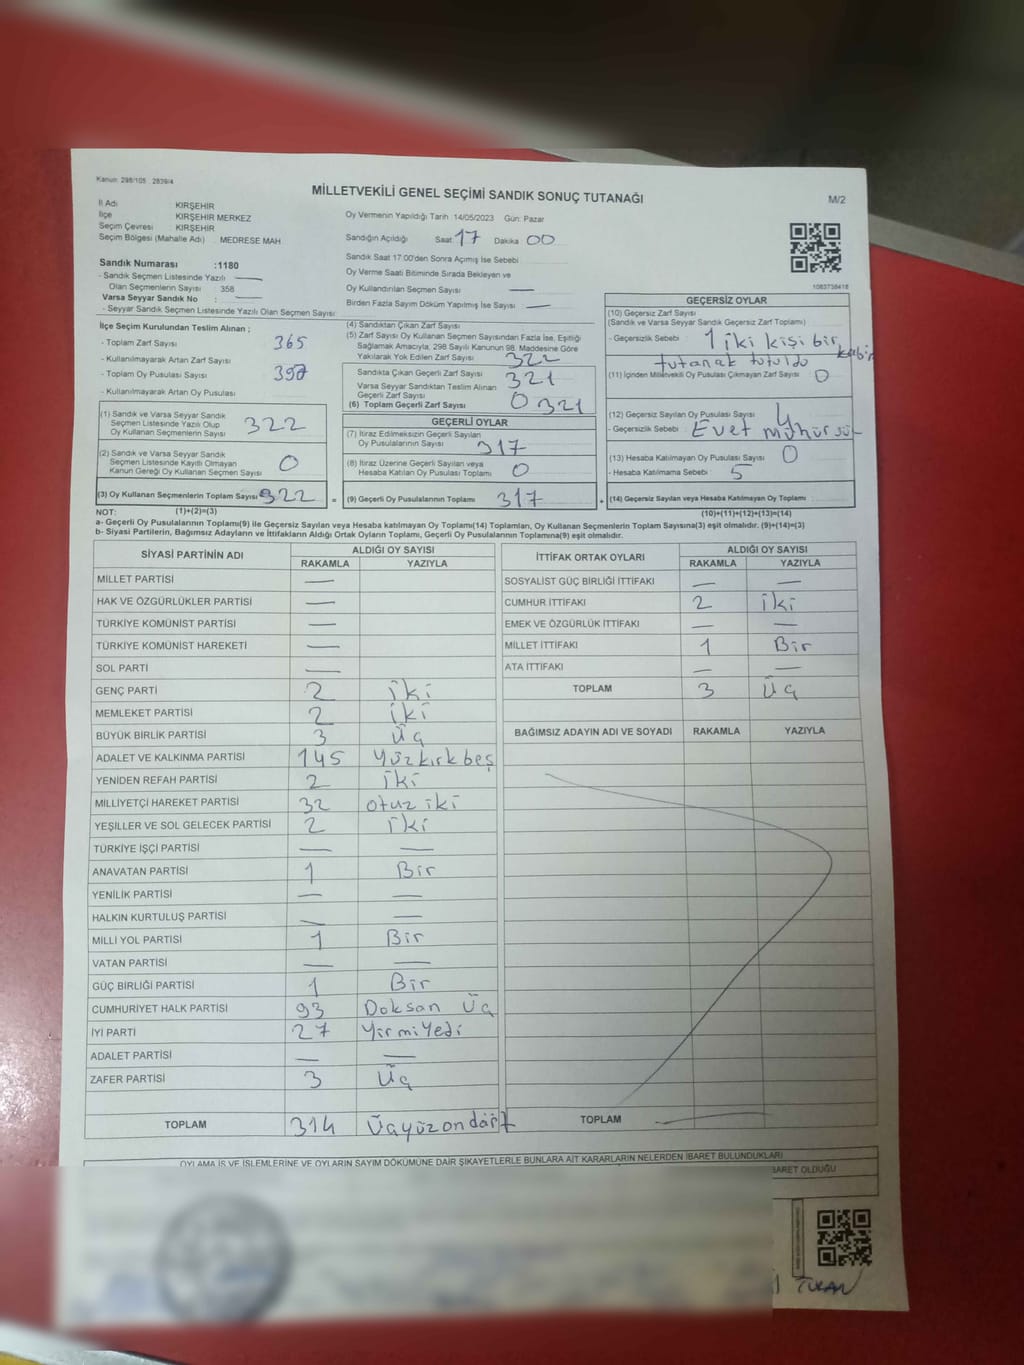 Kanun: 298/105 2839/4
MİLLETVEKİLİ GENEL SEÇİMİ SANDIK SONUÇ TUTANAĞI
M/2
İl Adı : KIRŞEHİR
İlçe KIRŞEHİR MERKEZ
Seçim Çevresi KIRŞEHİR
Seçim Bölgesi (Mahalle Adı) . MEDRESE MAH
Oy Vermenin Yapıldığı Tarih 14/05/2023 Gün: Pazar
Sandığın Açıldığı Saat 17 Dakika 00
Sandık Saat 17:00'den Sonra Açımış İse Sebebi
Oy Verme Saati Bitiminde Sırada Bekleyen ve
Oy Kullandırılan Seçmen Sayısı —
Birden Fazla Sayım Döküm Yapılmış İse Sayısı —
1083738418
Sandık Numarası :1180
- Sandık Seçmen Listesinde Yazılı —
Olan Seçmenlerin Sayısı : 358
Varsa Seyyar Sandık No : —
- Seyyar Sandık Seçmen Listesinde Yazılı Olan Seçmen Sayısı
İlçe Seçim Kurulundan Teslim Alınan ;
- Toplam Zarf Sayısı 365
- Kullanılmayarak Artan Zarf Sayısı
- Toplam Oy Pusulası Sayısı 397
- Kullanılmayarak Artan Oy Pusulası
(1) Sandık ve Varsa Seyyar Sandık
Seçmen Listesinde Yazılı Olup
Oy Kullanan Seçmenlerin Sayısı 322
(2) Sandık ve Varsa Seyyar Sandık
Seçmen Listesinde Kayıtlı Olmayan
Kanun Gereği Oy Kullanan Seçmen Sayısı 0
(3) Oy Kullanan Seçmenlerin Toplam Sayısı 322
(1)+(2)=(3)
(4) Sandıktan Çıkan Zarf Sayısı
(5) Zarf Sayısı Oy Kullanan Seçmen Sayısından Fazla İse, Eşitliği
Sağlamak Amacıyla, 298 Sayılı Kanunun 98. Maddesine Göre
Yakılarak Yok Edilen Zarf Sayısı 322
Sandıkta Çıkan Geçerli Zarf Sayısı 321
Varsa Seyyar Sandıktan Teslim Alınan
Geçerli Zarf Sayısı 0
(6) Toplam Geçerli Zarf Sayısı 321
GEÇERLİ OYLAR
(7) İtiraz Edilmeksizin Geçerli Sayılan
Oy Pusulalarının Sayısı 317
(8) İtiraz Üzerine Geçerli Sayılan veya
Hesaba Katılan Oy Pusulası Toplamı 0
= (9) Geçerli Oy Pusulalarının Toplamı 317
GEÇERSİZ OYLAR
(10) Geçersiz Zarf Sayısı
(Sandık ve Varsa Seyyar Sandık Geçersiz Zarf Toplamı)
- Geçersizlik Sebebi 1 iki kişi bir kabin
tutanak tutuldu
(11) İçinden Milletvekili Oy Pusulası Çıkmayan Zarf Sayısı 0
(12) Geçersiz Sayılan Oy Pusulası Sayısı 4
- Geçersizlik Sebebi : Evet mühürsüz
(13) Hesaba Katılmayan Oy Pusulası Sayısı 0
- Hesaba Katılmama Sebebi 5
+ (14) Geçersiz Sayılan veya Hesaba Katılmayan Oy Toplamı
(10)+(11)+(12)+(13)=(14)
NOT:
a- Geçerli Oy Pusulalarının Toplamı(9) ile Geçersiz Sayılan veya Hesaba katılmayan Oy Toplamı(14) Toplamları, Oy Kullanan Seçmenlerin Toplam Sayısına(3) eşit olmalıdır. (9)+(14)=(3)
b- Siyasi Partilerin, Bağımsız Adayların ve İttifakların Aldığı Ortak Oyların Toplamı, Geçerli Oy Pusulalarının Toplamına(9) eşit olmalıdır.
SİYASİ PARTİNİN ADI ALDIĞI OY SAYISI
RAKAMLA YAZIYLA
MİLLET PARTİSİ —
HAK VE ÖZGÜRLÜKLER PARTİSİ —
TÜRKİYE KOMÜNİST PARTİSİ —
TÜRKİYE KOMÜNİST HAREKETİ —
SOL PARTİ —
GENÇ PARTİ 2 iki
MEMLEKET PARTİSİ 2 iki
BÜYÜK BİRLİK PARTİSİ 3 Üç
ADALET VE KALKINMA PARTİSİ 145 Yüzkırkbeş
YENİDEN REFAH PARTİSİ 2 iki
MİLLİYETÇİ HAREKET PARTİSİ 32 otuz iki
YEŞİLLER VE SOL GELECEK PARTİSİ 2 iki
TÜRKİYE İŞÇİ PARTİSİ — —
ANAVATAN PARTİSİ 1 Bir
YENİLİK PARTİSİ — —
HALKIN KURTULUŞ PARTİSİ — —
MİLLİ YOL PARTİSİ 1 Bir
VATAN PARTİSİ — —
GÜÇ BİRLİĞİ PARTİSİ 1 Bir
CUMHURİYET HALK PARTİSİ 93 Doksan Üç
İYİ PARTİ 27 Yirmi Yedi
ADALET PARTİSİ — —
ZAFER PARTİSİ 3 Üç
TOPLAM 314 Üçyüzondört
İTTİFAK ORTAK OYLARI ALDIĞI OY SAYISI
RAKAMLA YAZIYLA
SOSYALİST GÜÇ BİRLİĞİ İTTİFAKI — —
CUMHUR İTTİFAKI 2 iki
EMEK VE ÖZGÜRLÜK İTTİFAKI — —
MİLLET İTTİFAKI 1 Bir
ATA İTTİFAKI — —
TOPLAM 3 Üç
BAĞIMSIZ ADAYIN ADI VE SOYADI RAKAMLA YAZIYLA
TOPLAM —
OYLAMA İŞ VE İŞLEMLERİNE VE OYLARIN SAYIM DÖKÜMÜNE DAİR ŞİKAYETLERLE BUNLARA AİT KARARLARIN NELERDEN İBARET BULUNDUKLARI
BARET OLDUĞU